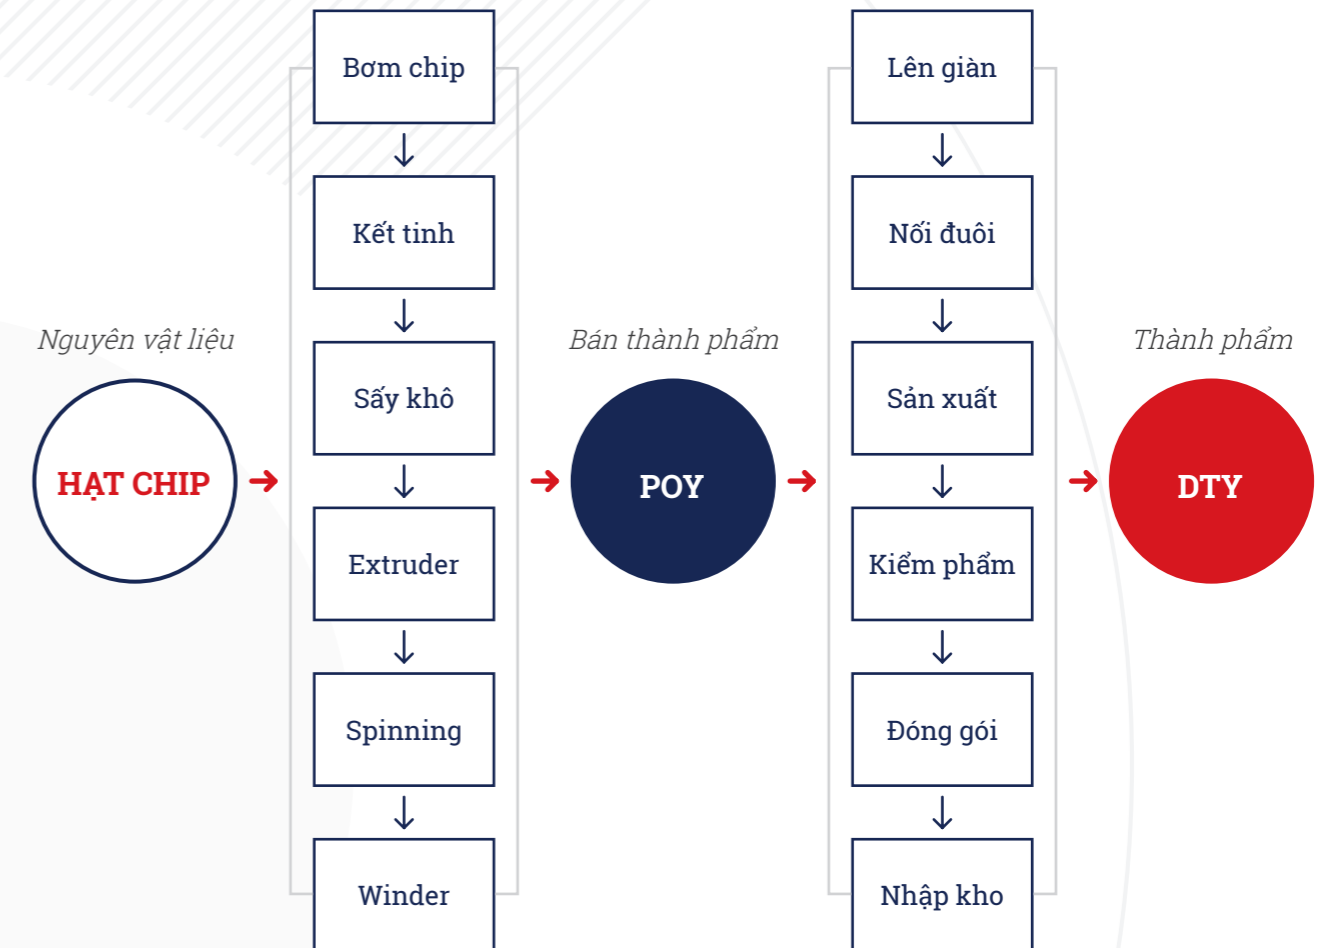 Nguyên vật liệu
HẠT CHIP
Bơm chip
Kết tinh
Sấy khô
Extruder
Spinning
Winder
Bán thành phẩm
POY
Lên giàn
Nối đuôi
Sản xuất
Kiểm phẩm
Đóng gói
Nhập kho
Thành phẩm
DTY